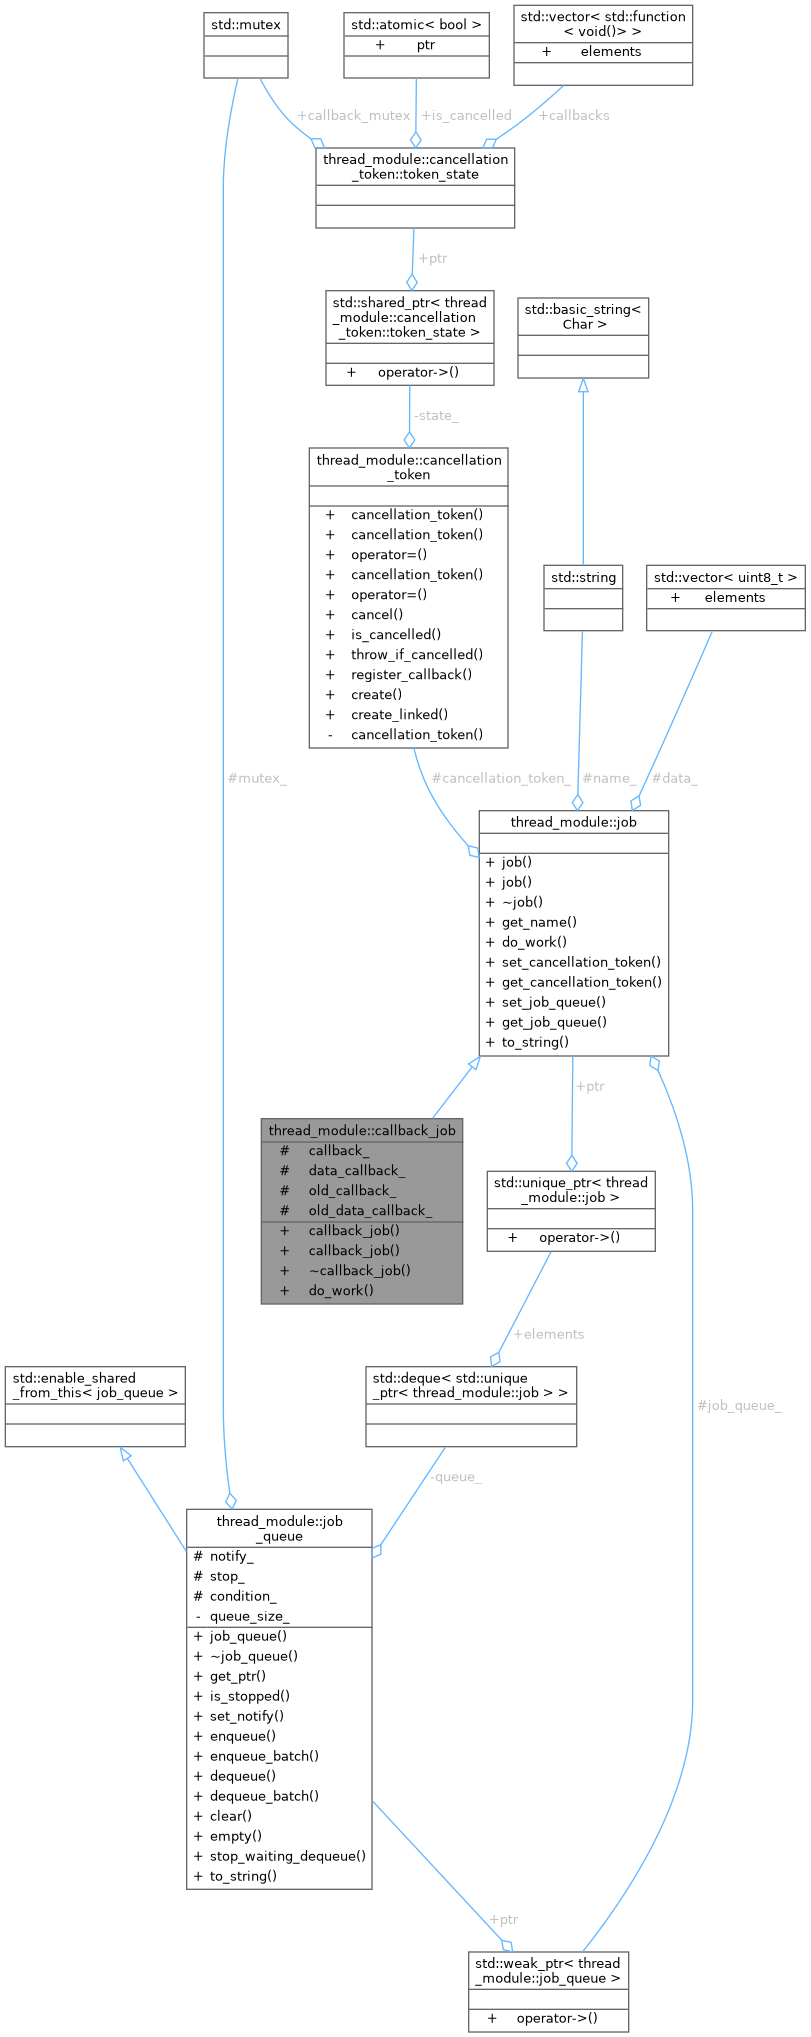 std::mutex
std::atomic< bool >
+ ptr
std::vector< std::function
< void()> >
+ elements
+callback_mutex
+is_cancelled
+callbacks
thread_module::cancellation
_token::token_state
+ptr
std::shared_ptr< thread
_module::cancellation
_token::token_state >
+ operator->()
std::basic_string<
Char >
-state_
thread_module::cancellation
_token
+ cancellation_token()
+ cancellation_token()
+ operator=()
+ cancellation_token()
+ operator=()
+ cancel()
+ is_cancelled()
+ throw_if_cancelled()
+ register_callback()
+ create()
+ create_linked()
- cancellation_token()
std::string
std::vector< uint8_t >
+ elements
#mutex_
#cancellation_token_
#name_
#data_
thread_module::job
+ job()
+ job()
+ ~job()
+ get_name()
+ do_work()
+ set_cancellation_token()
+ get_cancellation_token()
+ set_job_queue()
+ get_job_queue()
+ to_string()
+ptr
thread_module::callback_job
# callback_
# data_callback_
# old_callback_
# old_data_callback_
+ callback_job()
+ callback_job()
+ ~callback_job()
+ do_work()
std::unique_ptr< thread
_module::job >
+ operator->()
+elements
std::enable_shared
_from_this< job_queue >
std::deque< std::unique
_ptr< thread_module::job > >
#job_queue_
-queue_
thread_module::job
_queue
# notify_
# stop_
# condition_
- queue_size_
+ job_queue()
+ ~job_queue()
+ get_ptr()
+ is_stopped()
+ set_notify()
+ enqueue()
+ enqueue_batch()
+ dequeue()
+ dequeue_batch()
+ clear()
+ empty()
+ stop_waiting_dequeue()
+ to_string()
+ptr
std::weak_ptr< thread
_module::job_queue >
+ operator->()